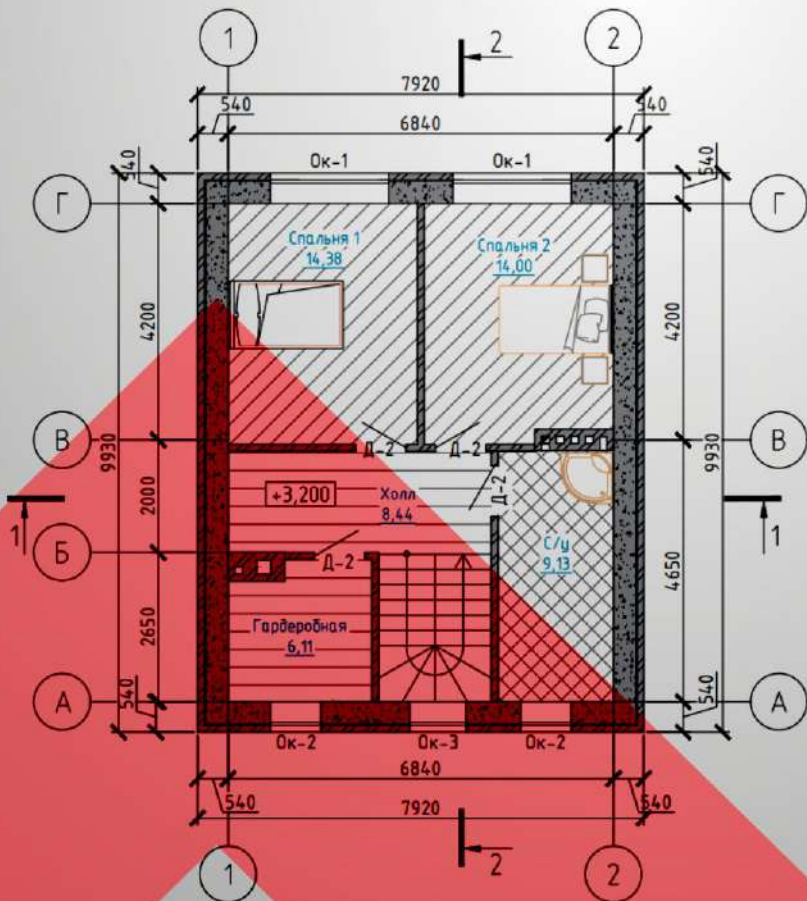 1
2
2
7920
540
540
6840
540
540
Ок-1
Ок-1
Г
Г
Спальня 1
14,38
Спальня 2
14,00
4200
4200
В
В
9930
9930
Д-2
Д-2
Д-2
+3,200
Холл
8,44
2000
1
1
Б
Д-2
С/у
9,13
4650
2650
Гардеробная
6,11
А
А
540
540
Ок-2
Ок-3
Ок-2
6840
540
540
7920
2
1
2